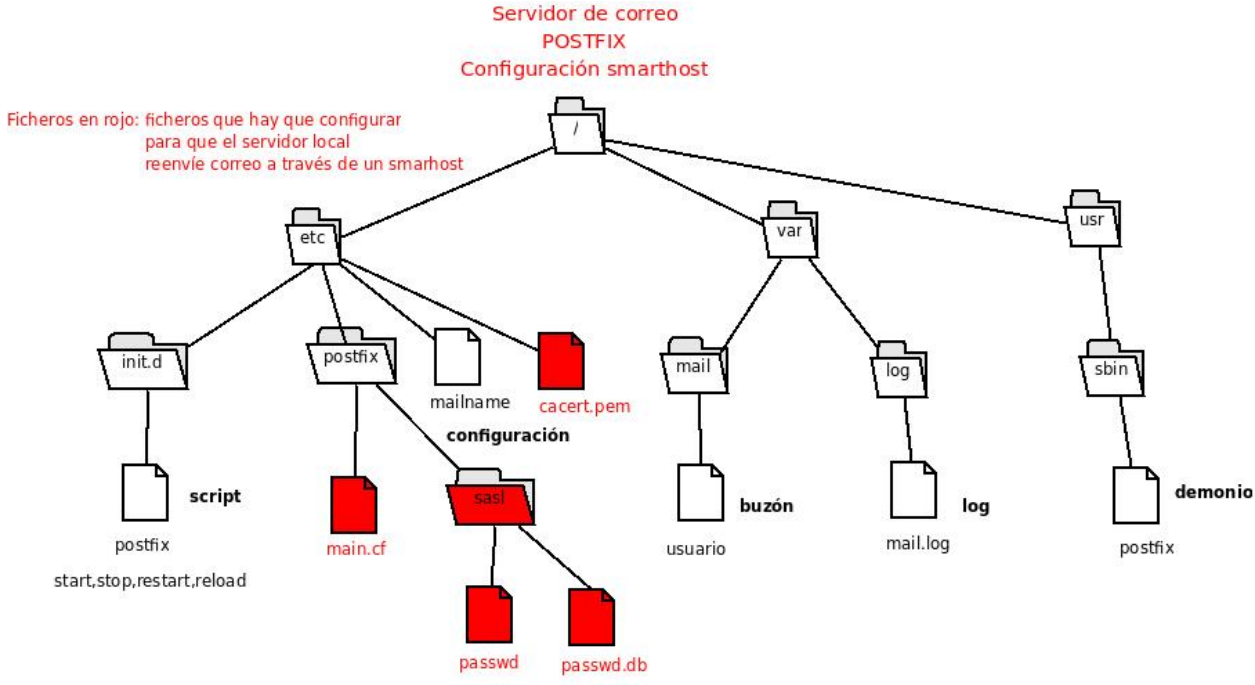 Servidor de correo
POSTFIX
Configuración smarthost
Ficheros en rojo: ficheros que hay que configurar
para que el servidor local
reenvíe correo a través de un smarhost
/
etc
var
usr
init.d
postfix
mailname
cacert.pem
configuración
mail
log
sbin
script
postfix
start,stop,restart,reload
main.cf
sasl
passwd
passwd.db
buzón
usuario
log
mail.log
demonio
postfix